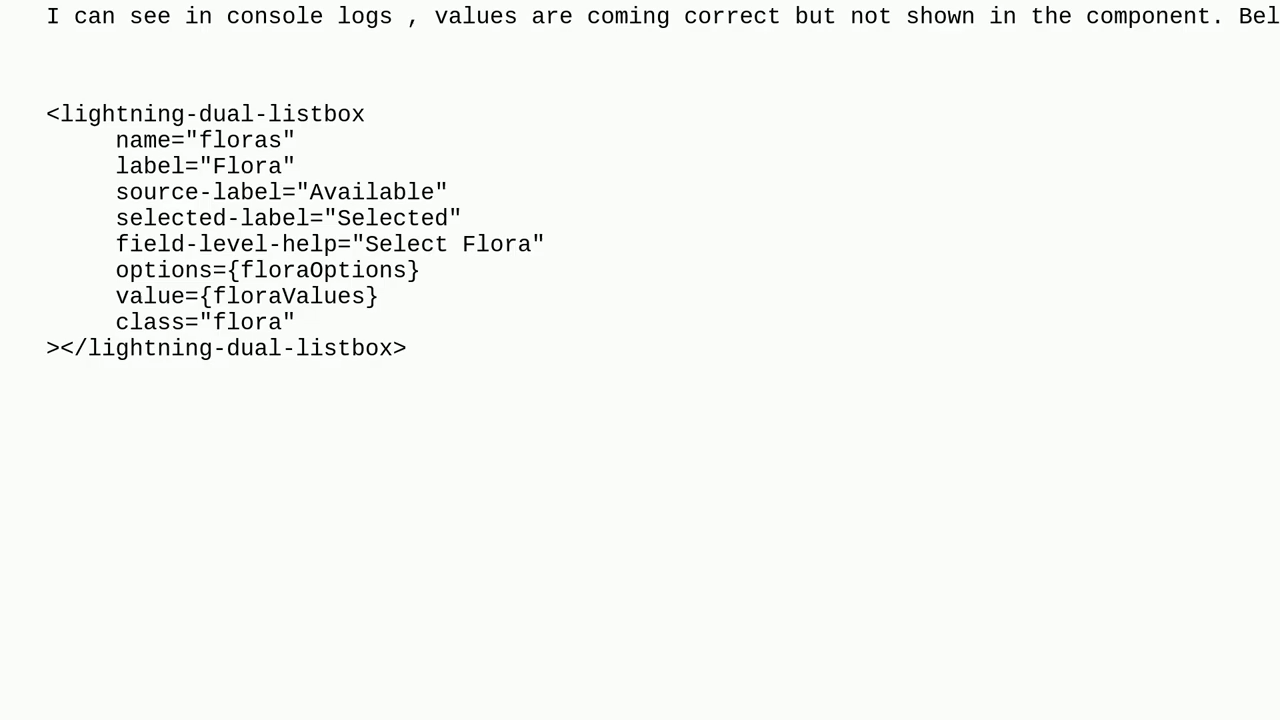 I can see in console logs , values are coming correct but not shown in the component. Bel
<lightning-dual-listbox
name="floras"
label="Flora"
source-label="Available"
selected-label="Selected"
field-level-help="Select Flora"
options={floraOptions}
value={floraValues}
class="flora"
></lightning-dual-listbox>